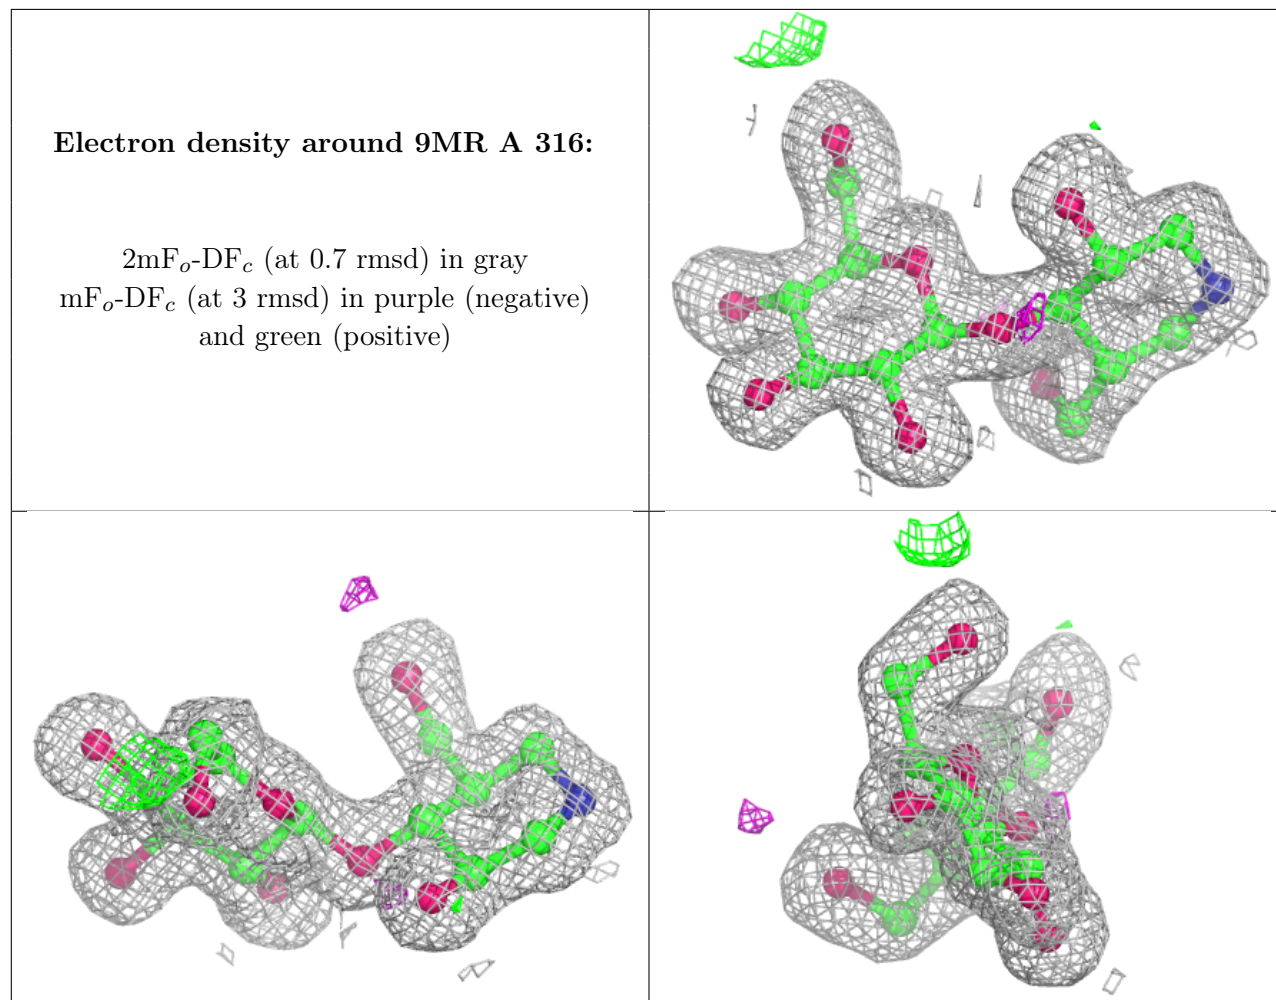 Electron density around 9MR A 316:
2mFo-DFc (at 0.7 rmsd) in gray
mFo-DFc (at 3 rmsd) in purple (negative)
and green (positive)